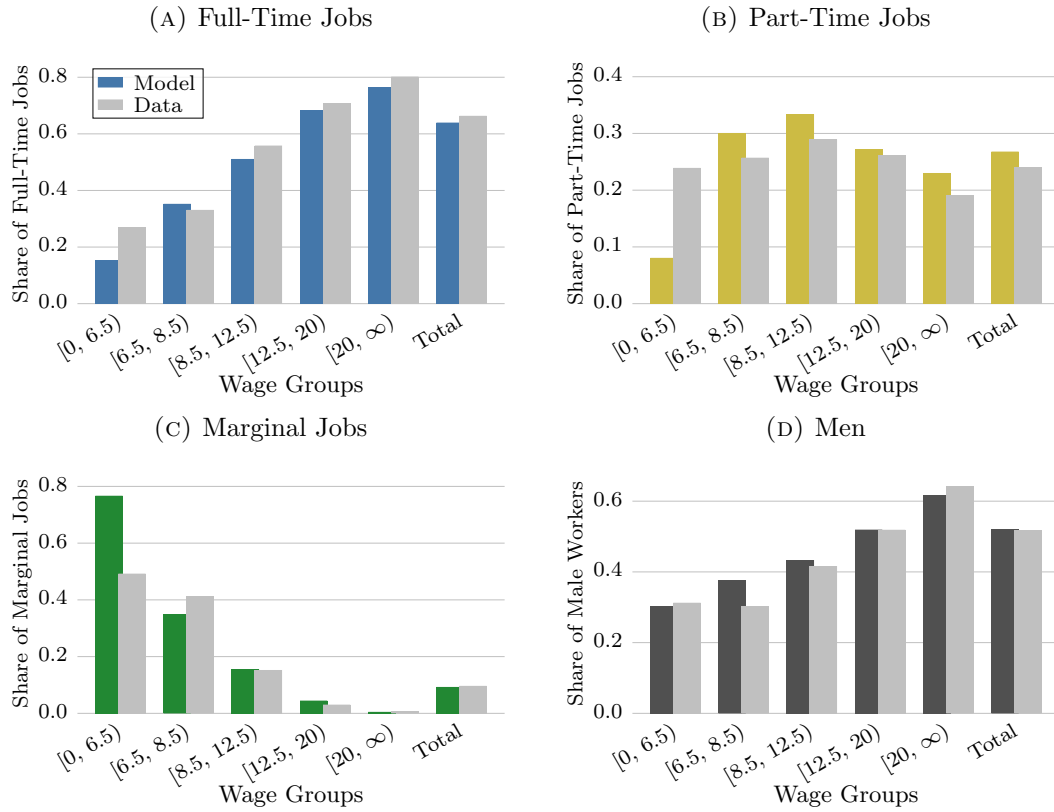 (A) Full-Time Jobs
Share of Full-Time Jobs
0.8
0.6
0.4
0.2
0.0
Model
Data
[0, 6.5)
[6.5, 8.5)
[8.5, 12.5)
[12.5, 20)
[20, ∞)
Total
Wage Groups
(B) Part-Time Jobs
Share of Part-Time Jobs
0.4
0.3
0.2
0.1
0.0
[0, 6.5)
[6.5, 8.5)
[8.5, 12.5)
[12.5, 20)
[20, ∞)
Total
Wage Groups
(C) Marginal Jobs
Share of Marginal Jobs
0.8
0.6
0.4
0.2
0.0
[0, 6.5)
[6.5, 8.5)
[8.5, 12.5)
[12.5, 20)
[20, ∞)
Total
Wage Groups
(D) Men
Share of Male Workers
0.6
0.4
0.2
0.0
[0, 6.5)
[6.5, 8.5)
[8.5, 12.5)
[12.5, 20)
[20, ∞)
Total
Wage Groups